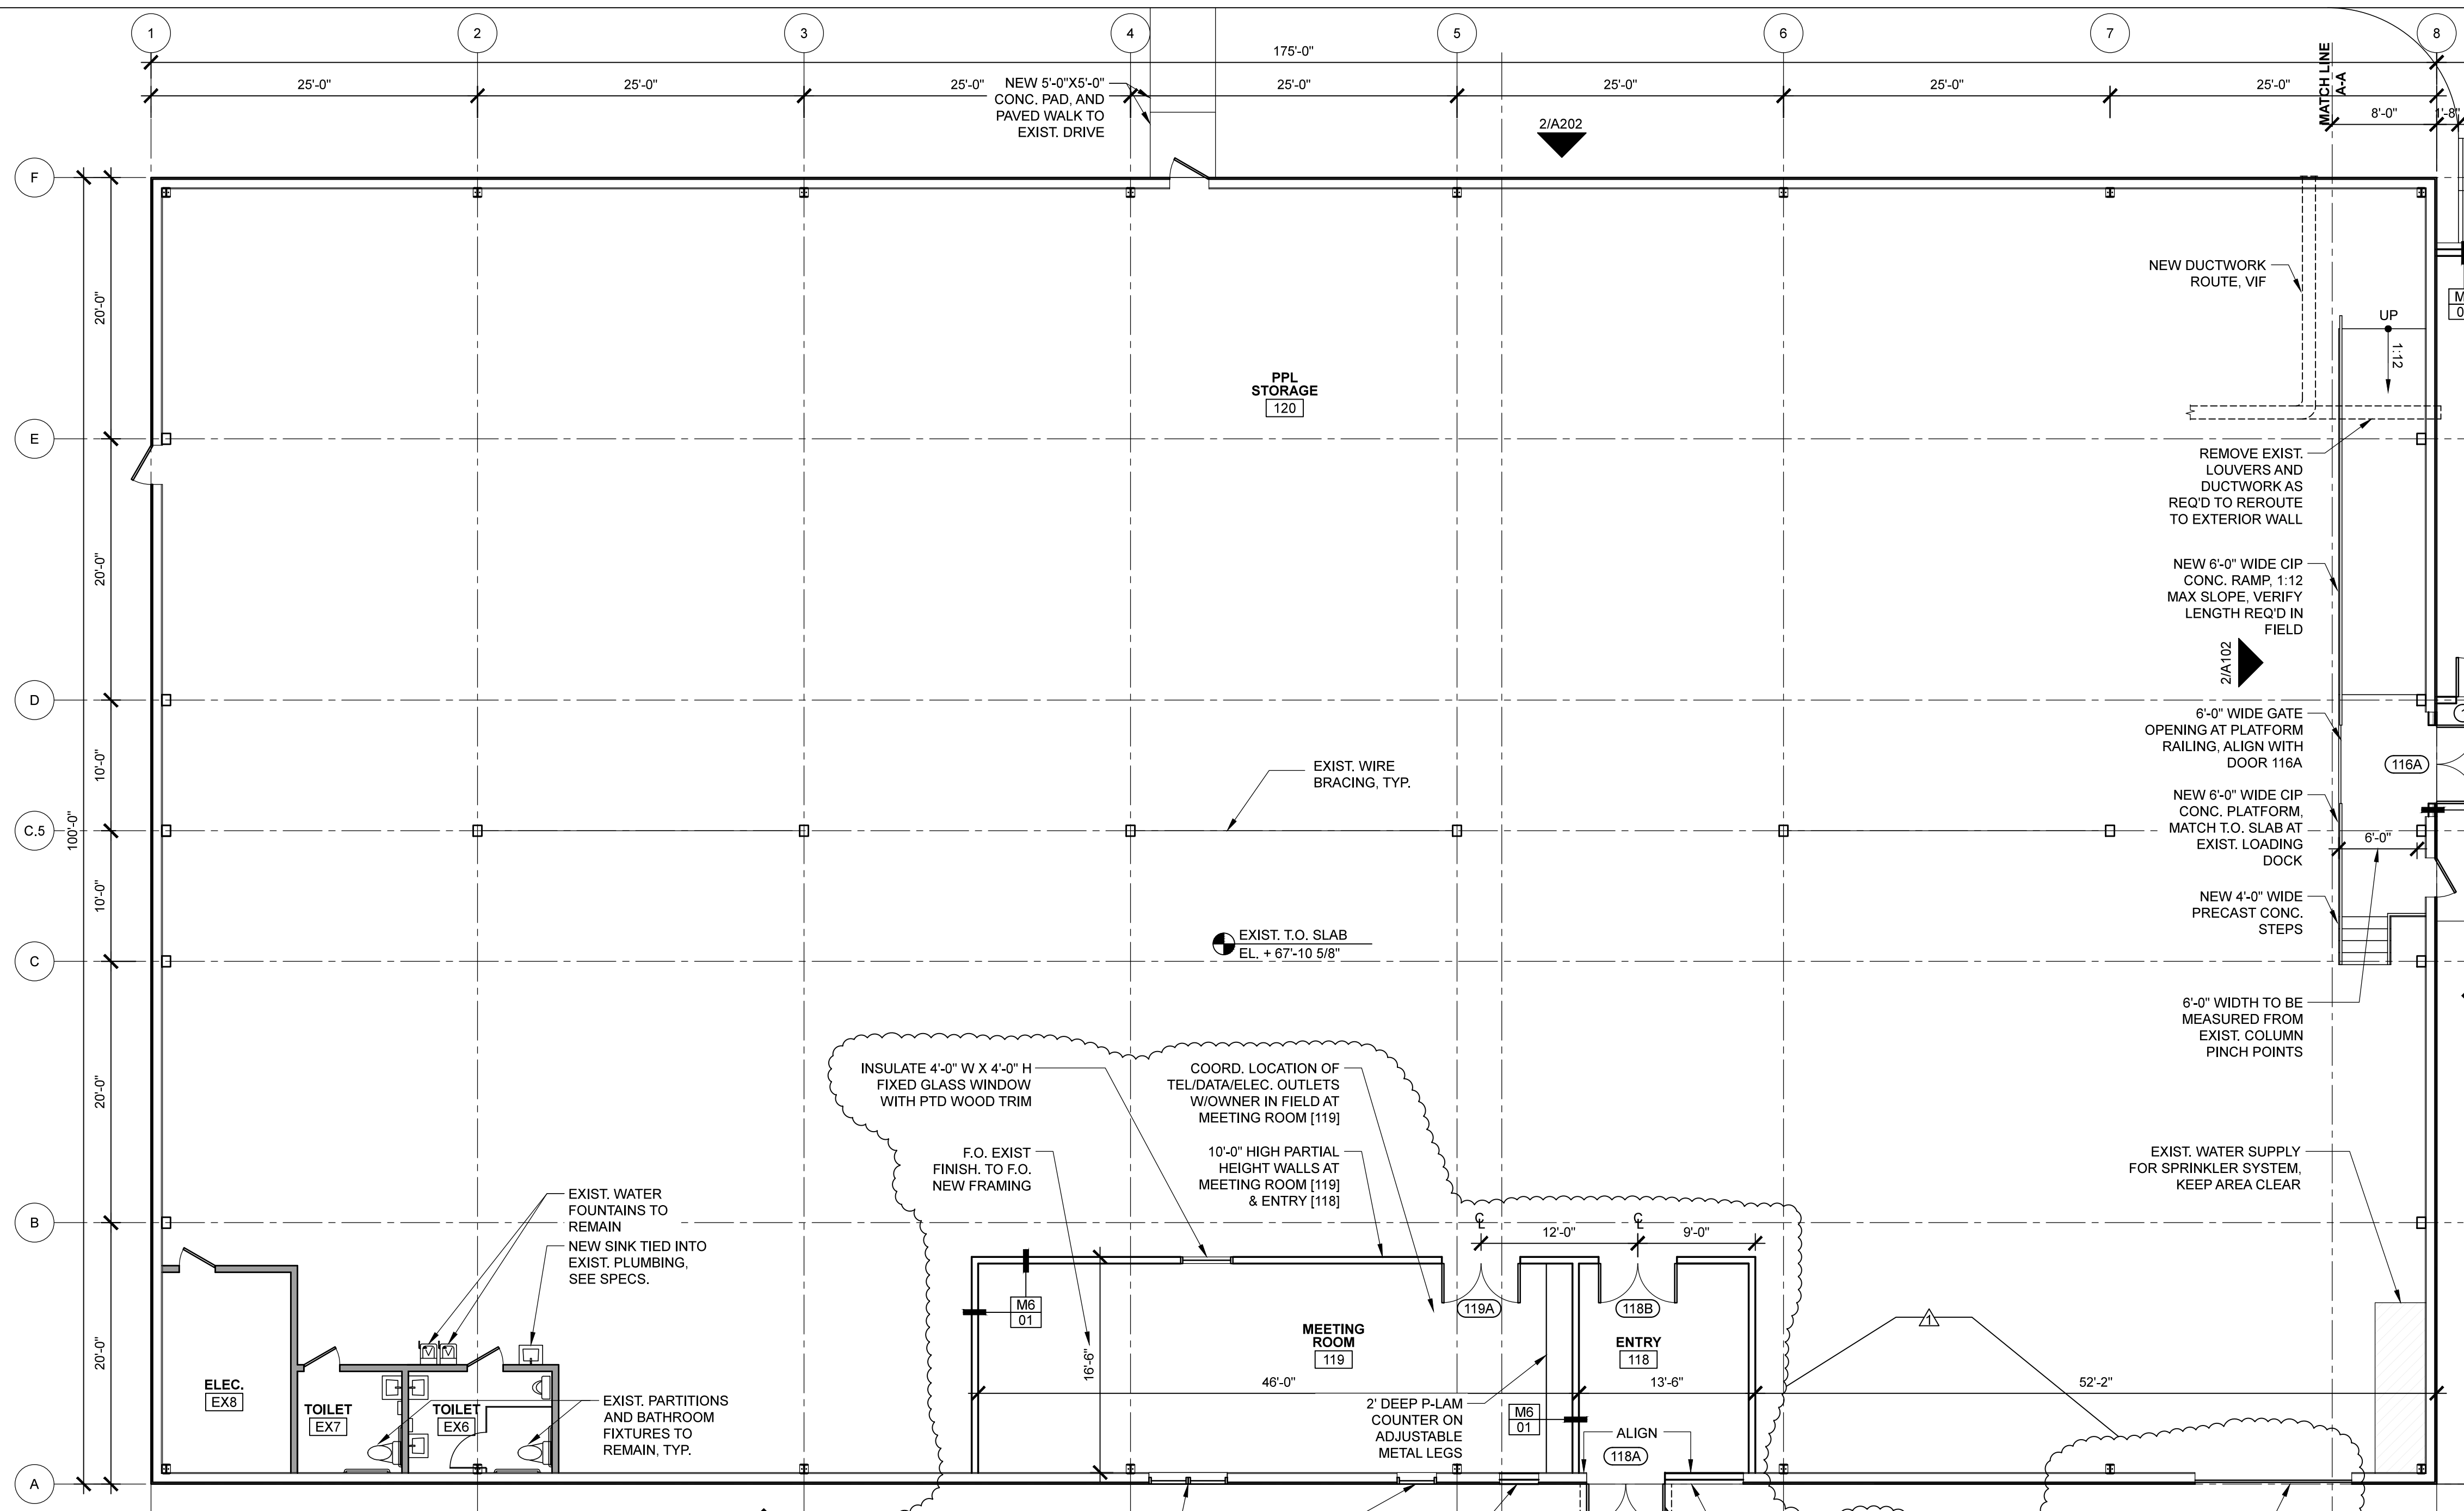 1
2
3
4
5
6
7
8
175'-0"
25'-0"
25'-0"
25'-0"
25'-0"
25'-0"
25'-0"
25'-0"
MATCH LINE
A-A
8'-0"
1'-8"
NEW 5'-0"X5'-0"
CONC. PAD, AND
PAVED WALK TO
EXIST. DRIVE
2/A202
F
E
D
C.5
C
B
A
20'-0"
20'-0"
10'-0"
100'-0"
10'-0"
20'-0"
20'-0"
NEW DUCTWORK
ROUTE, VIF
UP
1:12
PPL
STORAGE
120
REMOVE EXIST.
LOUVERS AND
DUCTWORK AS
REQ'D TO REROUTE
TO EXTERIOR WALL
NEW 6'-0" WIDE CIP
CONC. RAMP, 1:12
MAX SLOPE, VERIFY
LENGTH REQ'D IN
FIELD
2/A102
6'-0" WIDE GATE
OPENING AT PLATFORM
RAILING, ALIGN WITH
DOOR 116A
116A
EXIST. WIRE
BRACING, TYP.
NEW 6'-0" WIDE CIP
CONC. PLATFORM,
MATCH T.O. SLAB AT
EXIST. LOADING
DOCK
6'-0"
NEW 4'-0" WIDE
PRECAST CONC.
STEPS
EXIST. T.O. SLAB
EL. + 67'-10 5/8"
6'-0" WIDTH TO BE
MEASURED FROM
EXIST. COLUMN
PINCH POINTS
INSULATE 4'-0" W X 4'-0" H
FIXED GLASS WINDOW
WITH PTD WOOD TRIM
COORD. LOCATION OF
TEL/DATA/ELEC. OUTLETS
W/OWNER IN FIELD AT
MEETING ROOM [119]
F.O. EXIST
FINISH. TO F.O.
NEW FRAMING
10'-0" HIGH PARTIAL
HEIGHT WALLS AT
MEETING ROOM [119]
& ENTRY [118]
EXIST. WATER SUPPLY
FOR SPRINKLER SYSTEM,
KEEP AREA CLEAR
EXIST. WATER
FOUNTAINS TO
REMAIN
NEW SINK TIED INTO
EXIST. PLUMBING,
SEE SPECS.
CL
12'-0"
CL
9'-0"
M6
01
119A
118B
1
16'-6"
MEETING
ROOM
119
ENTRY
118
ELEC.
EX8
TOILET
EX7
TOILET
EX6
EXIST. PARTITIONS
AND BATHROOM
FIXTURES TO
REMAIN, TYP.
46'-0"
13'-6"
52'-2"
2' DEEP P-LAM
COUNTER ON
ADJUSTABLE
METAL LEGS
M6
01
ALIGN
118A